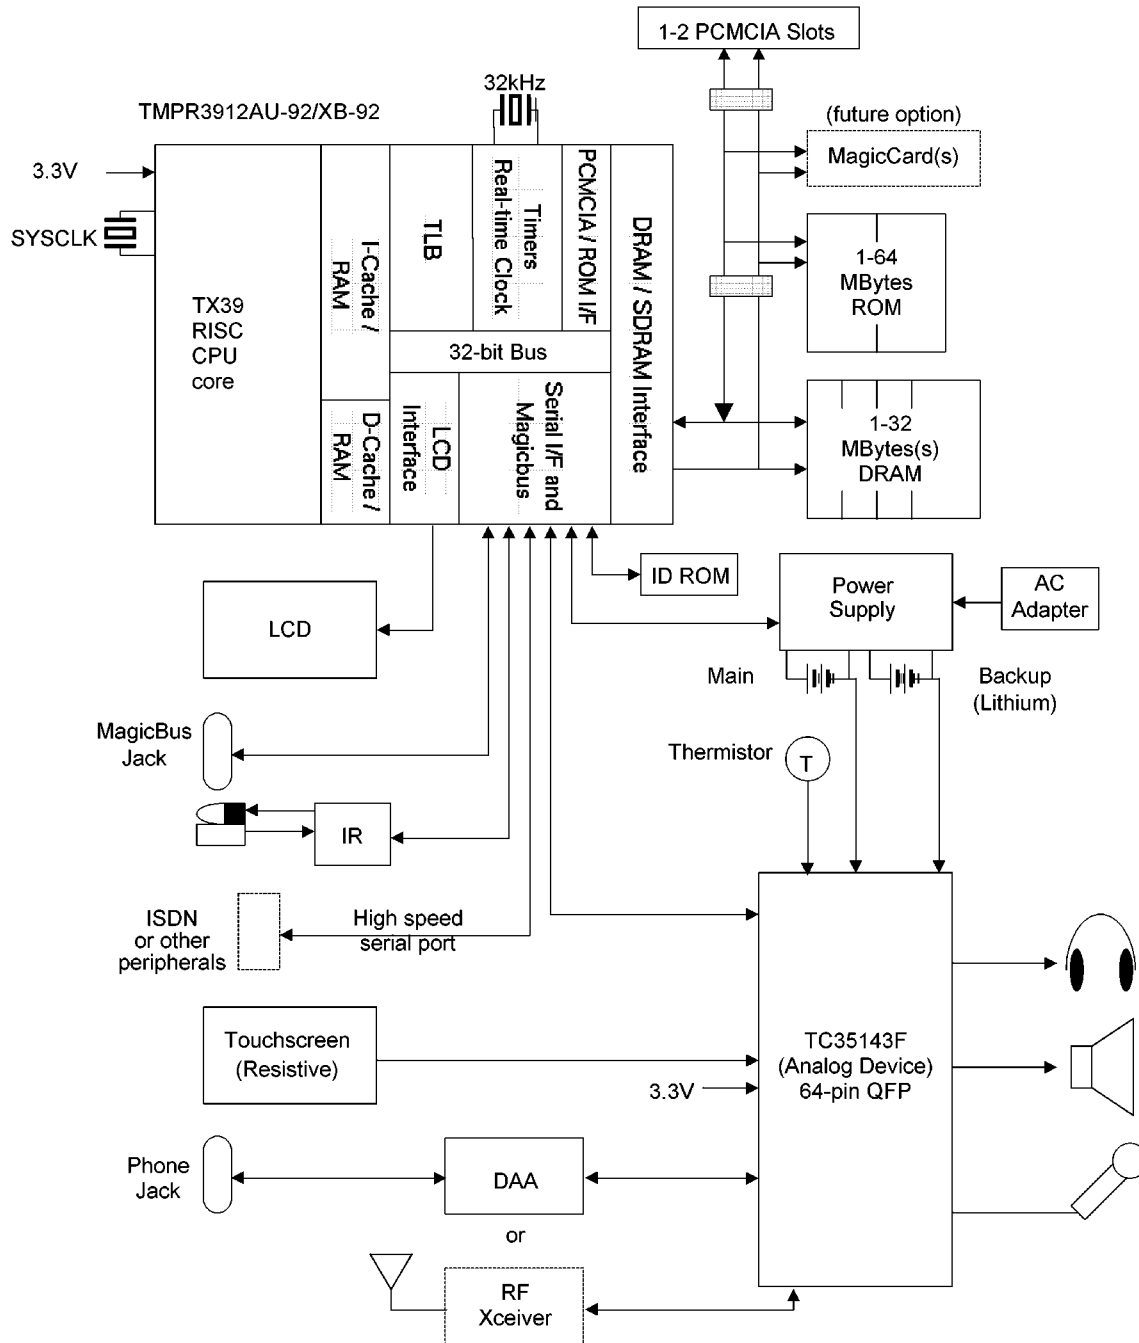 1-2 PCMCIA Slots
32kHz
TMPR3912AU-92/XB-92
(future option)
MagicCard(s)
3.3V
SYSCLK
TX39
RISC
CPU
core
I-Cache /
RAM
D-Cache /
RAM
TLB
Timers
Real-time Clock
PCMCIA / ROM I/F
DRAM / SDRAM Interface
32-bit Bus
LCD
Interface
Serial I/F and
Magicbus
1-64
MBytes
ROM
1-32
MBytes(s)
DRAM
ID ROM
Power
Supply
AC
Adapter
LCD
Main
Backup
(Lithium)
MagicBus
Jack
Thermistor
T
IR
ISDN
or other
peripherals
High speed
serial port
Touchscreen
(Resistive)
3.3V
TC35143F
(Analog Device)
64-pin QFP
Phone
Jack
DAA
or
RF
Xceiver